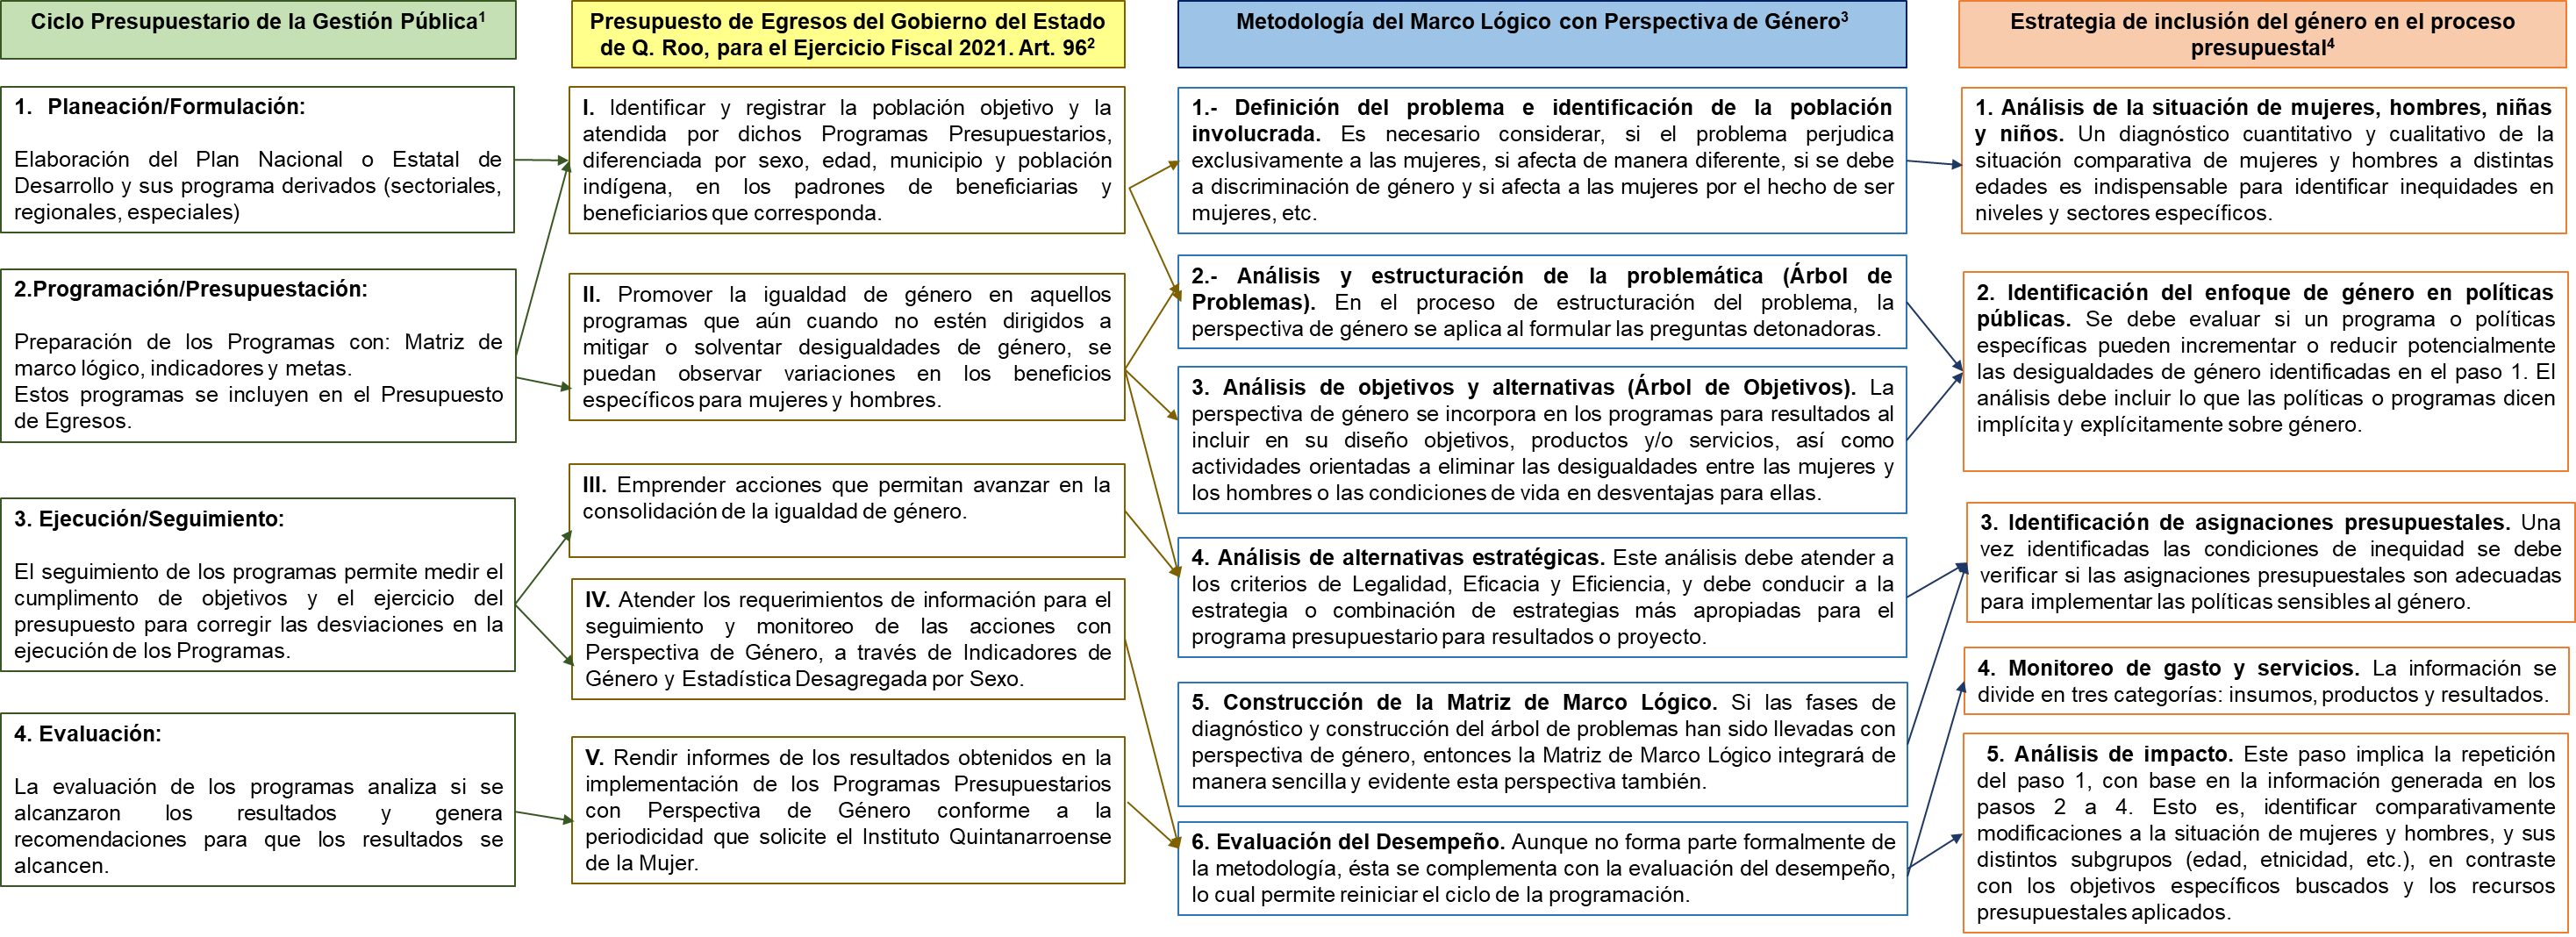 Ciclo Presupuestario de la Gestión Pública1
1. Planeación/Formulación:
Elaboración del Plan Nacional o Estatal de
Desarrollo y sus programa derivados (sectoriales,
regionales, especiales)
2.Programación/Presupuestación:
Preparación de los Programas con: Matriz de
marco lógico, indicadores y metas.
Estos programas se incluyen en el Presupuesto
de Egresos.
3. Ejecución/Seguimiento:
El seguimiento de los programas permite medir el
cumplimento de objetivos y el ejercicio del
presupuesto para corregir las desviaciones en la
ejecución de los Programas.
4. Evaluación:
La evaluación de los programas analiza si se
alcanzaron los resultados y genera
recomendaciones para que los resultados se
alcancen.
Presupuesto de Egresos del Gobierno del Estado
de Q. Roo, para el Ejercicio Fiscal 2021. Art. 962
I. Identificar y registrar la población objetivo y la
atendida por dichos Programas Presupuestarios,
diferenciada por sexo, edad, municipio y población
indígena, en los padrones de beneficiarias y
beneficiarios que corresponda.
II. Promover la igualdad de género en aquellos
programas que aún cuando no estén dirigidos a
mitigar o solventar desigualdades de género, se
puedan observar variaciones en los beneficios
específicos para mujeres y hombres.
III. Emprender acciones que permitan avanzar en la
consolidación de la igualdad de género.
IV. Atender los requerimientos de información para el
seguimiento y monitoreo de las acciones con
Perspectiva de Género, a través de Indicadores de
Género y Estadística Desagregada por Sexo.
V. Rendir informes de los resultados obtenidos en la
implementación de los Programas Presupuestarios
con Perspectiva de Género conforme a la
periodicidad que solicite el Instituto Quintanarroense
de la Mujer.
Metodología del Marco Lógico con Perspectiva de Género3
1.- Definición del problema e identificación de la población
involucrada. Es necesario considerar, si el problema perjudica
exclusivamente a las mujeres, si afecta de manera diferente, si se debe
a discriminación de género y si afecta a las mujeres por el hecho de ser
mujeres, etc.
2.- Análisis y estructuración de la problemática (Árbol de
Problemas). En el proceso de estructuración del problema, la
perspectiva de género se aplica al formular las preguntas detonadoras.
3. Análisis de objetivos y alternativas (Árbol de Objetivos). La
perspectiva de género se incorpora en los programas para resultados al
incluir en su diseño objetivos, productos y/o servicios, así como
actividades orientadas a eliminar las desigualdades entre las mujeres y
los hombres o las condiciones de vida en desventajas para ellas.
4. Análisis de alternativas estratégicas. Este análisis debe atender a
los criterios de Legalidad, Eficacia y Eficiencia, y debe conducir a la
estrategia o combinación de estrategias más apropiadas para el
programa presupuestario para resultados o proyecto.
5. Construcción de la Matriz de Marco Lógico. Si las fases de
diagnóstico y construcción del árbol de problemas han sido llevadas con
perspectiva de género, entonces la Matriz de Marco Lógico integrará de
manera sencilla y evidente esta perspectiva también.
6. Evaluación del Desempeño. Aunque no forma parte formalmente de
la metodología, ésta se complementa con la evaluación del desempeño,
lo cual permite reiniciar el ciclo de la programación.
Estrategia de inclusión del género en el proceso
presupuestal4
1. Análisis de la situación de mujeres, hombres, niñas
y niños. Un diagnóstico cuantitativo y cualitativo de la
situación comparativa de mujeres y hombres a distintas
edades es indispensable para identificar inequidades en
niveles y sectores específicos.
2. Identificación del enfoque de género en políticas
públicas. Se debe evaluar si un programa o políticas
específicas pueden incrementar o reducir potencialmente
las desigualdades de género identificadas en el paso 1. El
análisis debe incluir lo que las políticas o programas dicen
implícita y explícitamente sobre género.
3. Identificación de asignaciones presupuestales. Una
vez identificadas las condiciones de inequidad se debe
verificar si las asignaciones presupuestales son adecuadas
para implementar las políticas sensibles al género.
4. Monitoreo de gasto y servicios. La información se
divide en tres categorías: insumos, productos y resultados.
5. Análisis de impacto. Este paso implica la repetición
del paso 1, con base en la información generada en los
pasos 2 a 4. Esto es, identificar comparativamente
modificaciones a la situación de mujeres y hombres, y sus
distintos subgrupos (edad, etnicidad, etc.), en contraste
con los objetivos específicos buscados y los recursos
presupuestales aplicados.